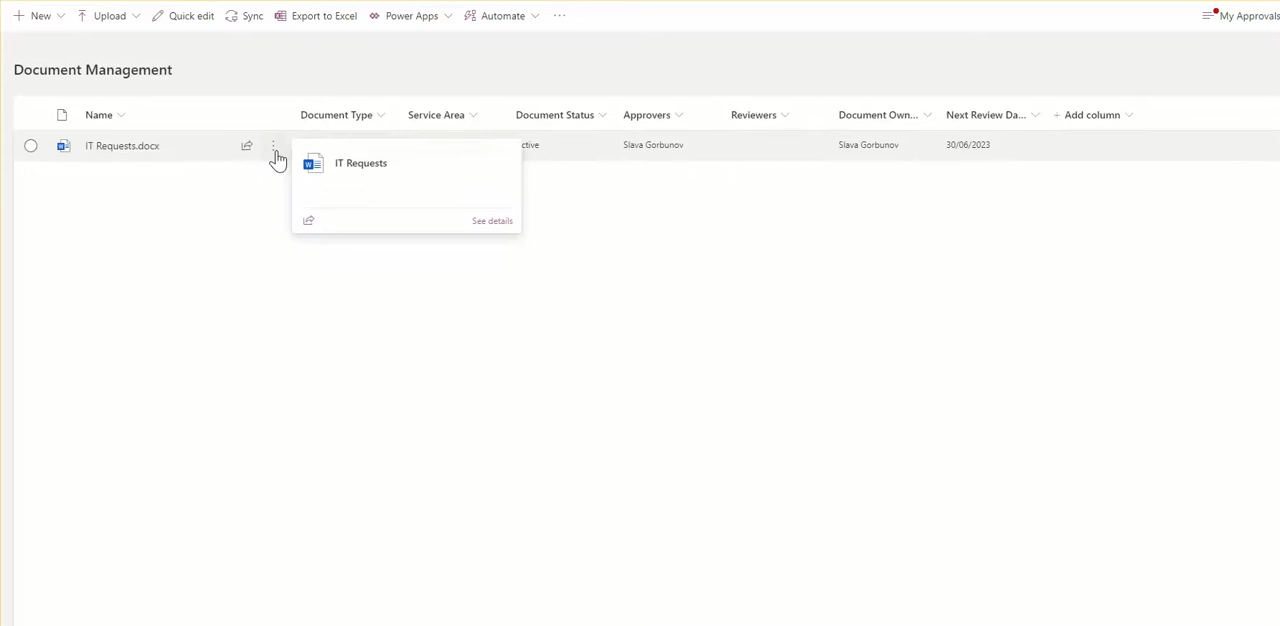 New Upload Quick edit Sync Export to Excel Power Apps Automate ··· My Approvals
Document Management
Name Document Type Service Area Document Status Approvers Reviewers Document Own... Next Review Da... + Add column
IT Requests.docx ctive Slava Gorbunov Slava Gorbunov 30/06/2023
IT Requests
See details